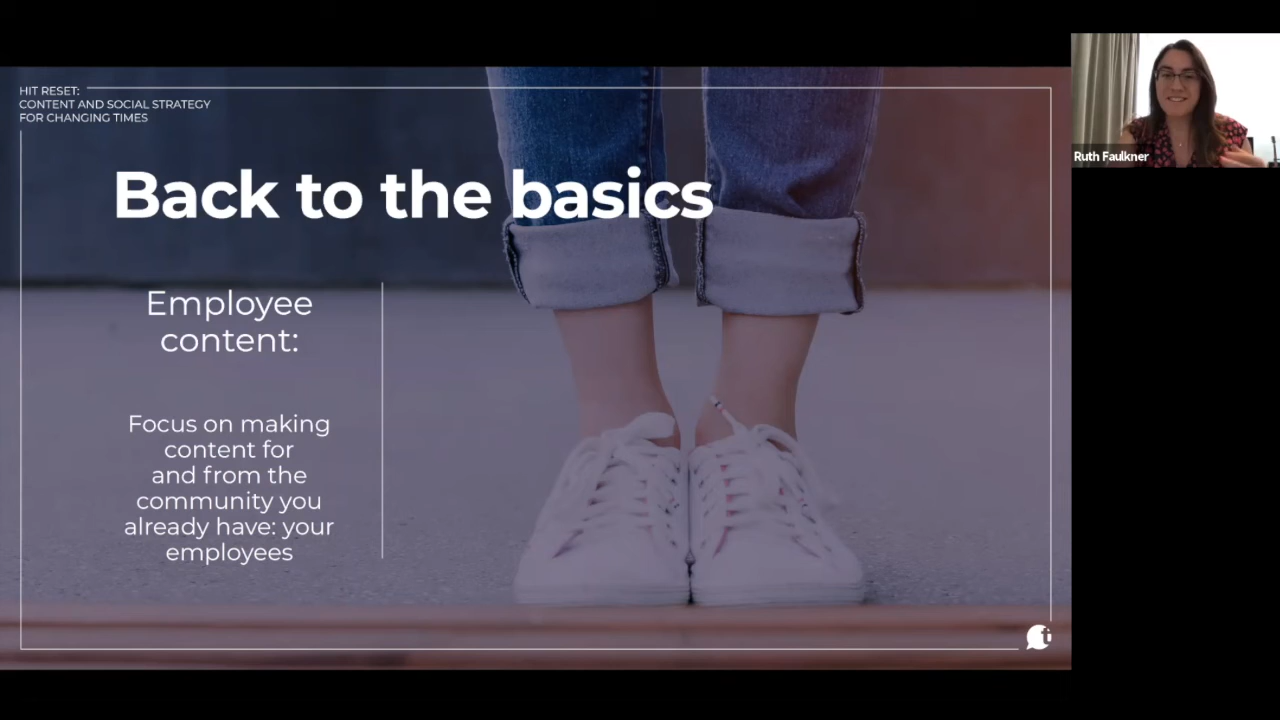 HIT RESET:
CONTENT AND SOCIAL STRATEGY
FOR CHANGING TIMES
Back to the basics
Employee
content:
Focus on making
content for
and from the
community you
already have: your
employees
Ruth Faulkner
t